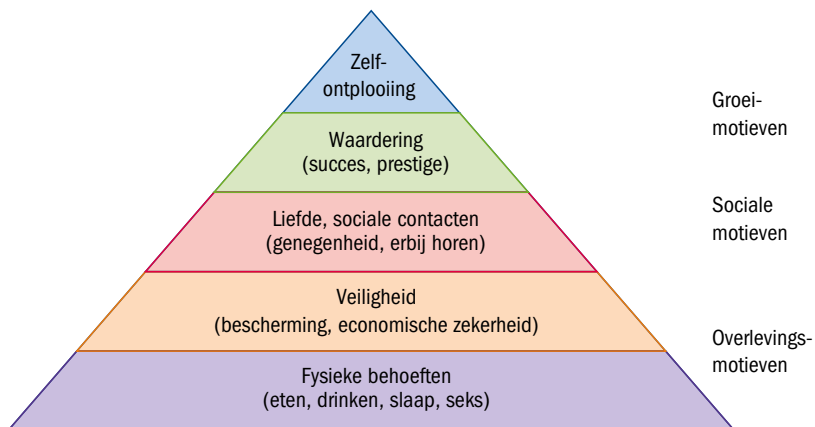 Zelf-
ontplooiing
Groei-
motieven
Waardering
(succes, prestige)
Liefde, sociale contacten
(genegenheid, erbij horen)
Sociale
motieven
Veiligheid
(bescherming, economische zekerheid)
Overlevings-
motieven
Fysieke behoeften
(eten, drinken, slaap, seks)